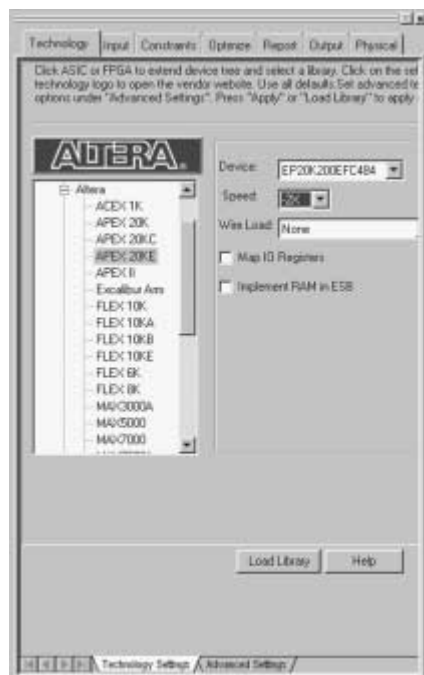 Technology Input Constraints Optimize Report Output Physical
Click ASIC or FPGA to extend device tree and select a library. Click on the sel
technology logo to open the vendor website. Use all defaults. Set advanced te
options under "Advanced Settings". Press "Apply" or "Load Library" to apply
ALTERA
Altera
ACEX 1K
APEX 20K
APEX 20KC
APEX 20KE
APEX II
Excalibur Arm
FLEX 10K
FLEX 10KA
FLEX 10KB
FLEX 10KE
FLEX 6K
FLEX 8K
MAX3000A
MAX5000
MAX7000
Device: EP20K200EFC484
Speed: -2X
Wire Load: None
Map IO Registers
Implement RAM in ESB
Load Library Help
Technology Settings Advanced Settings